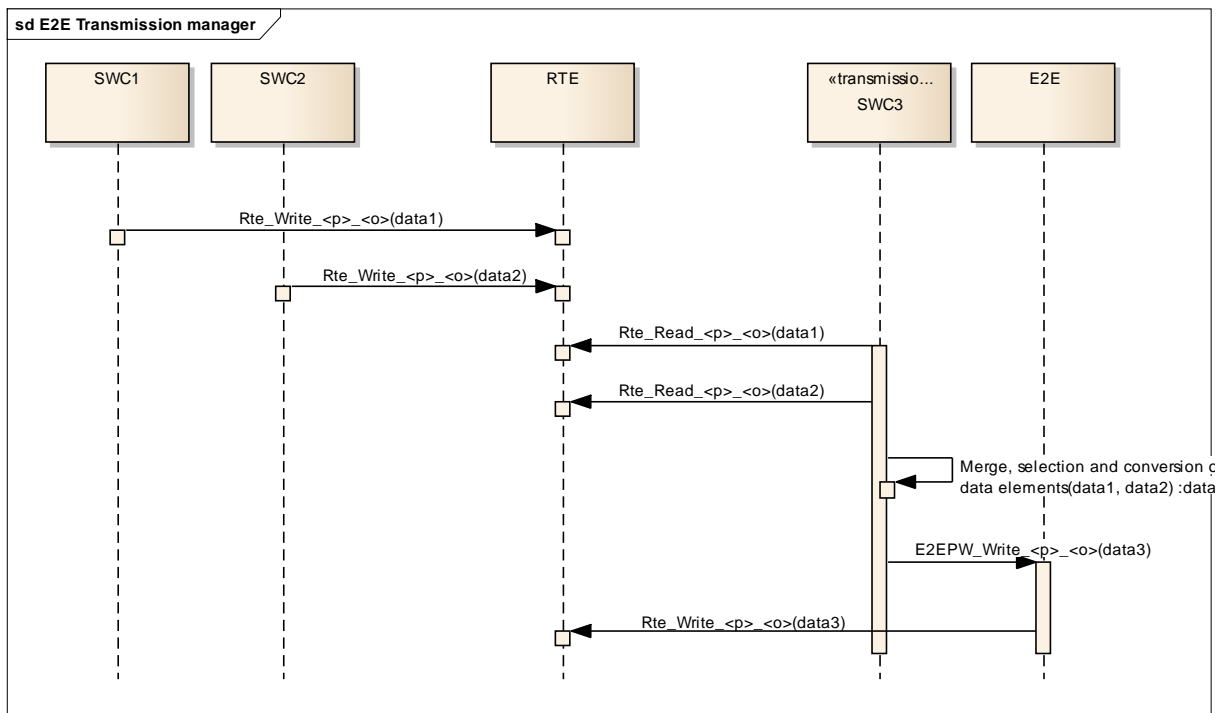 sd E2E Transmission manager
SWC1
SWC2
RTE
«transmissio...
SWC3
E2E
Rte_Write_<p>_<o>(data1)
Rte_Write_<p>_<o>(data2)
Rte_Read_<p>_<o>(data1)
Rte_Read_<p>_<o>(data2)
Merge, selection and conversion
data elements(data1, data2) :data
E2EPW_Write_<p>_<o>(data3)
Rte_Write_<p>_<o>(data3)